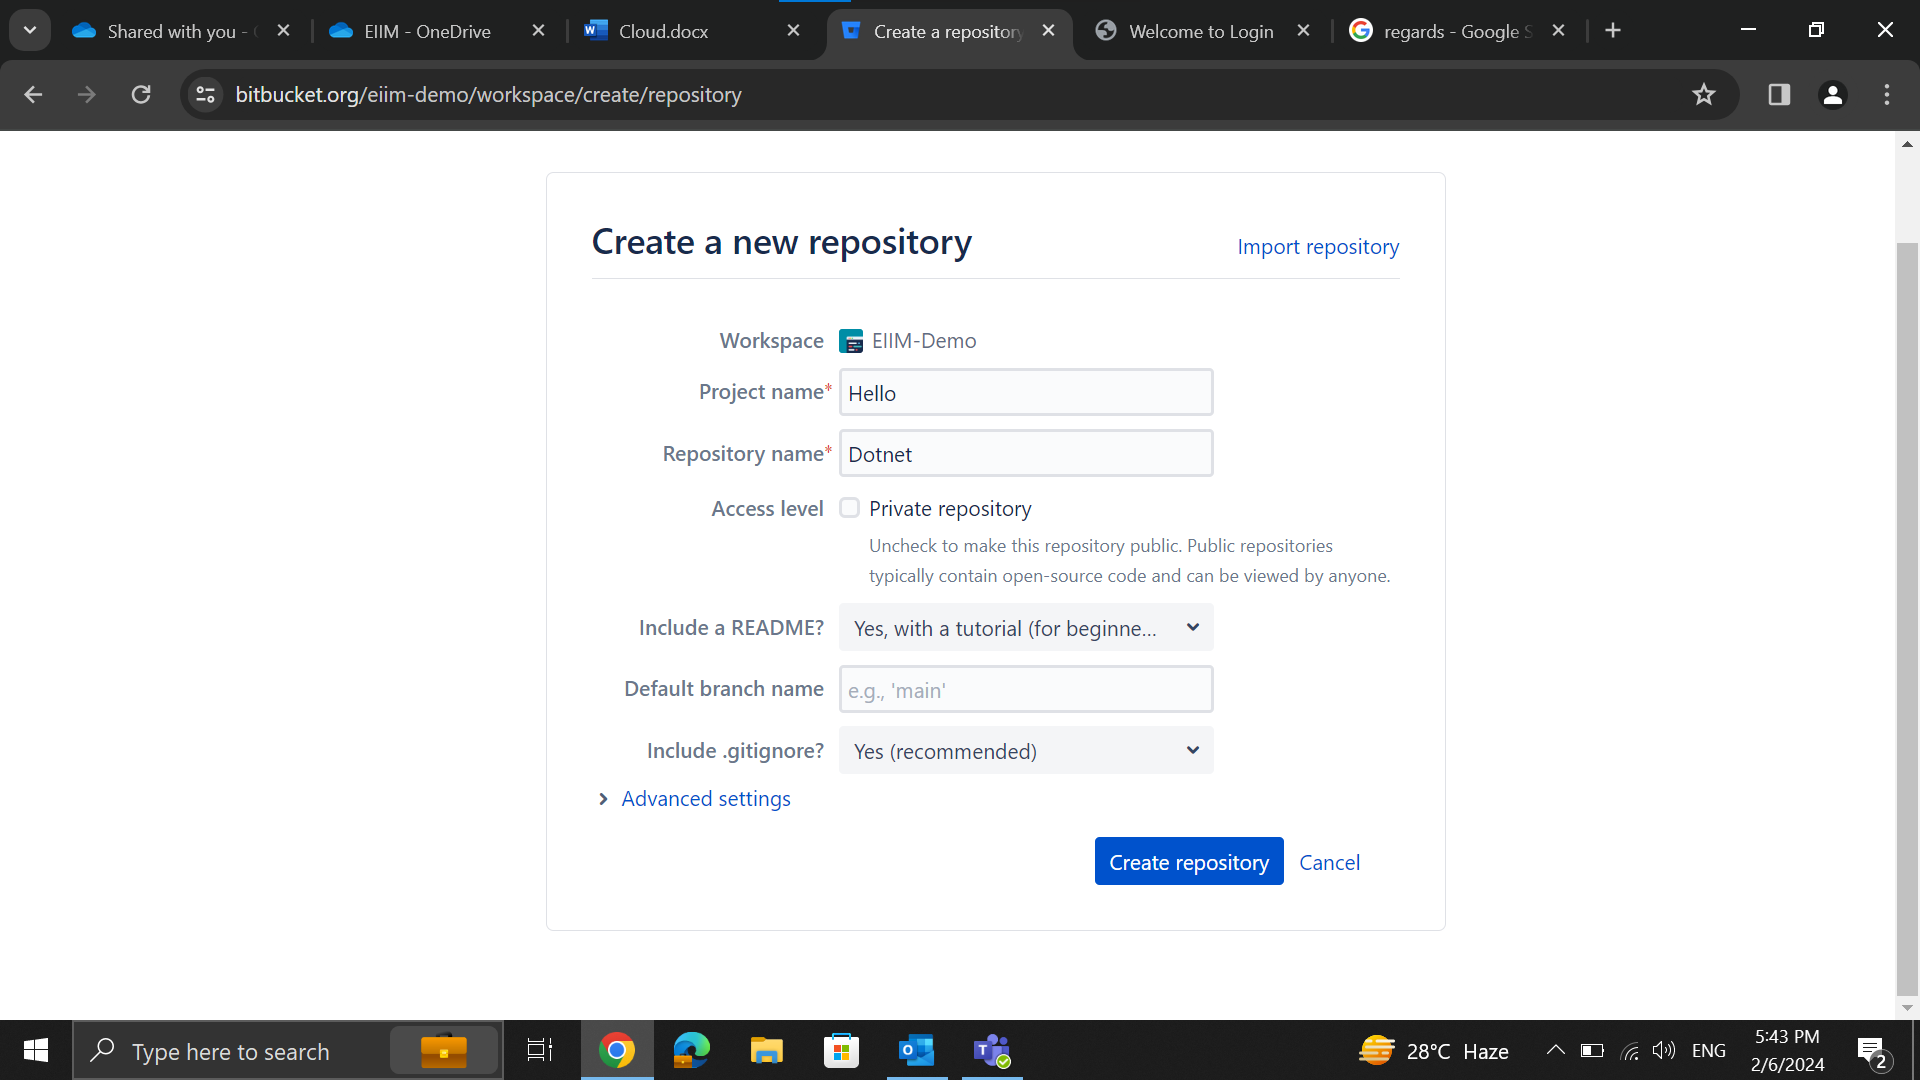 Shared with you -
EIIM - OneDrive
Cloud.docx
Create a repository
Welcome to Login
regards - Google S
bitbucket.org/eiim-demo/workspace/create/repository
Create a new repository
Import repository
Workspace EIIM-Demo
Project name* Hello
Repository name* Dotnet
Access level Private repository
Uncheck to make this repository public. Public repositories
typically contain open-source code and can be viewed by anyone.
Include a README? Yes, with a tutorial (for beginne...
Default branch name e.g., 'main'
Include .gitignore? Yes (recommended)
Advanced settings
Create repository Cancel
Type here to search
28°C Haze
ENG
5:43 PM
2/6/2024
2